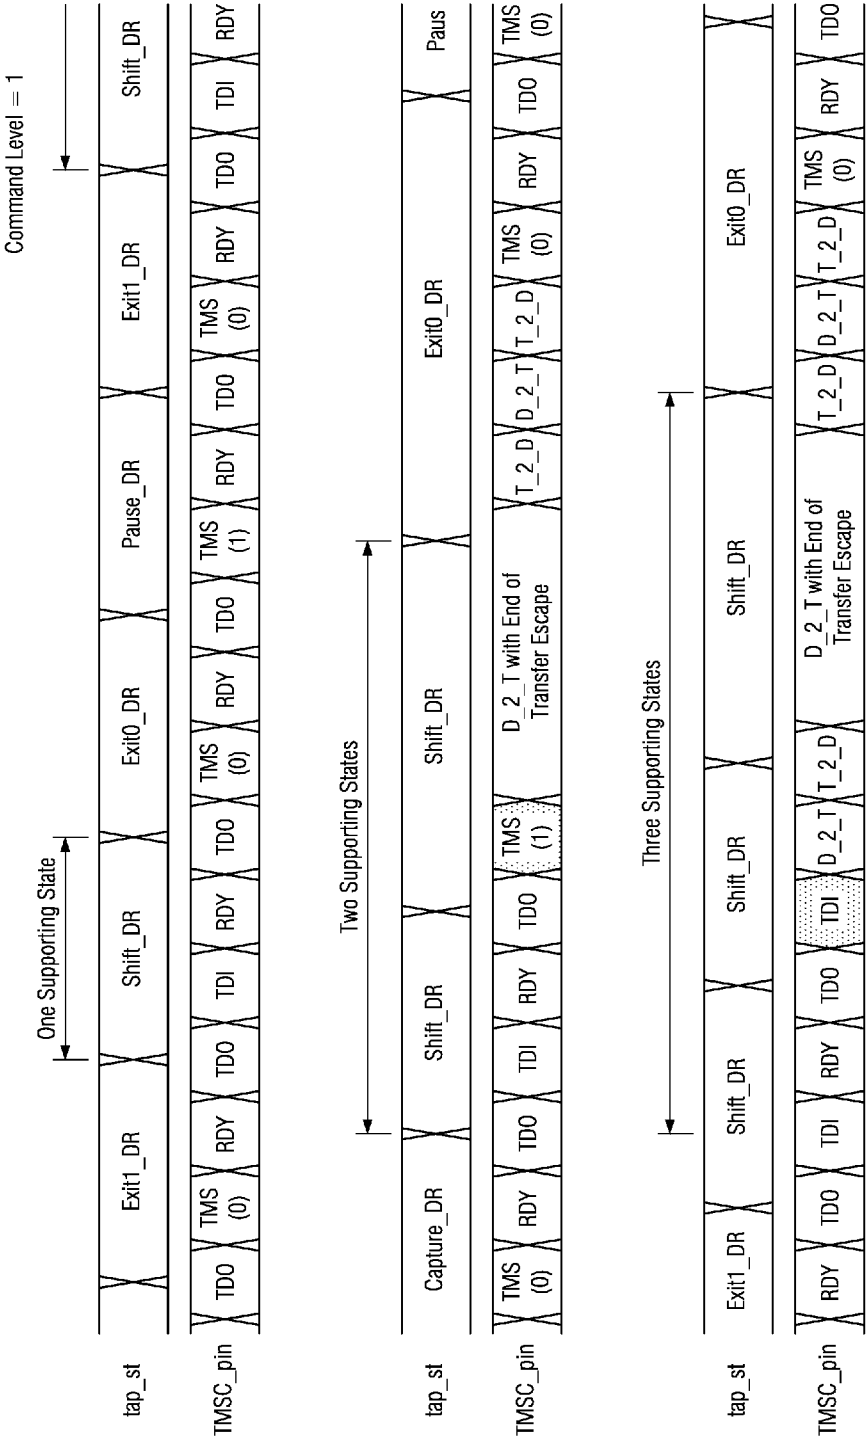 Command Level = 1
One Supporting State
tap_st Exit1_DR Shift_DR Exit0_DR Pause_DR Exit1_DR Shift_DR
TMSC_pin TDO TMS (0) RDY TDO TDI RDY TDO TMS (0) RDY TDO TMS (1) RDY TDO TMS (0) RDY TDO TDI RDY
Two Supporting States
tap_st Capture_DR Shift_DR Shift_DR Exit0_DR Paus
TMSC_pin TMS (0) RDY TDO TDI RDY TDO TMS (1) D_2_T with End of Transfer Escape T_2_D D_2_T T_2_D TMS (0) RDY TDO TMS (0)
Three Supporting States
tap_st Exit1_DR Shift_DR Shift_DR Shift_DR Exit0_DR
TMSC_pin RDY TDO TDI RDY TDO TDI D_2_T T_2_D D_2_T with End of Transfer Escape T_2_D D_2_T T_2_D TMS (0) RDY TDO